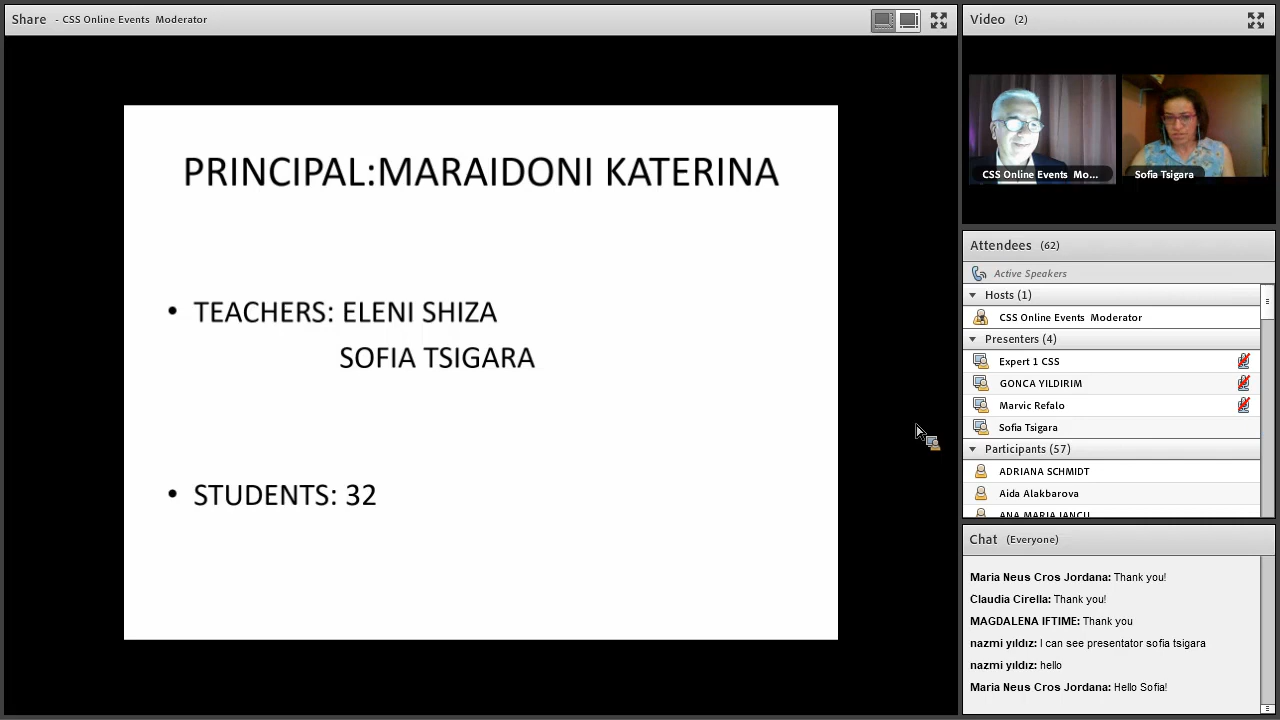 Share - CSS Online Events Moderator
PRINCIPAL:MARAIDONI KATERINA
• TEACHERS: ELENI SHIZA
SOFIA TSIGARA
• STUDENTS: 32
Video (2)
CSS Online Events Mo...
Sofia Tsigara
Attendees (62)
Active Speakers
Hosts (1)
CSS Online Events Moderator
Presenters (4)
Expert 1 CSS
GONCA YILDIRIM
Marvic Refalo
Sofia Tsigara
Participants (57)
ADRIANA SCHMIDT
Aida Alakbarova
ANA MARIA IANCU
Chat (Everyone)
Maria Neus Cros Jordana: Thank you!
Claudia Cirella: Thank you!
MAGDALENA IFTIME: Thank you
nazmi yıldız: I can see presentator sofia tsigara
nazmi yıldız: hello
Maria Neus Cros Jordana: Hello Sofia!